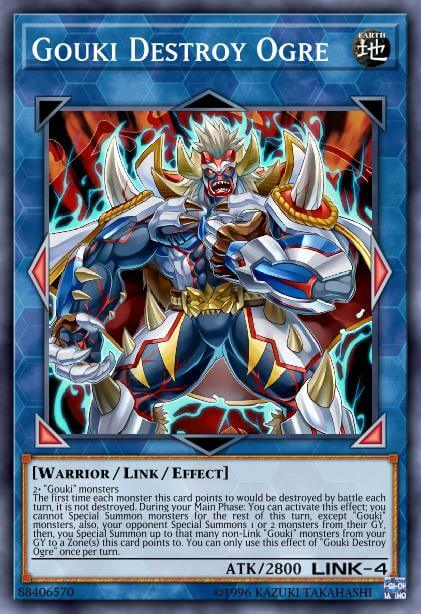 GOUKI DESTROY OGRE
EARTH
地
[WARRIOR / LINK / EFFECT]
2+ "Gouki" monsters
The first time each monster this card points to would be destroyed by battle each
turn, it is not destroyed. During your Main Phase: You can activate this effect; you
cannot Special Summon monsters for the rest of this turn, except "Gouki"
monsters, also, your opponent Special Summons 1 or 2 monsters from their GY,
then, you Special Summon up to that many non-Link "Gouki" monsters from your
GY to a Zone(s) this card points to. You can only use this effect of "Gouki Destroy
Ogre" once per turn.
ATK/2800 LINK-4
88406570 ©1996 KAZUKI TAKAHASHI